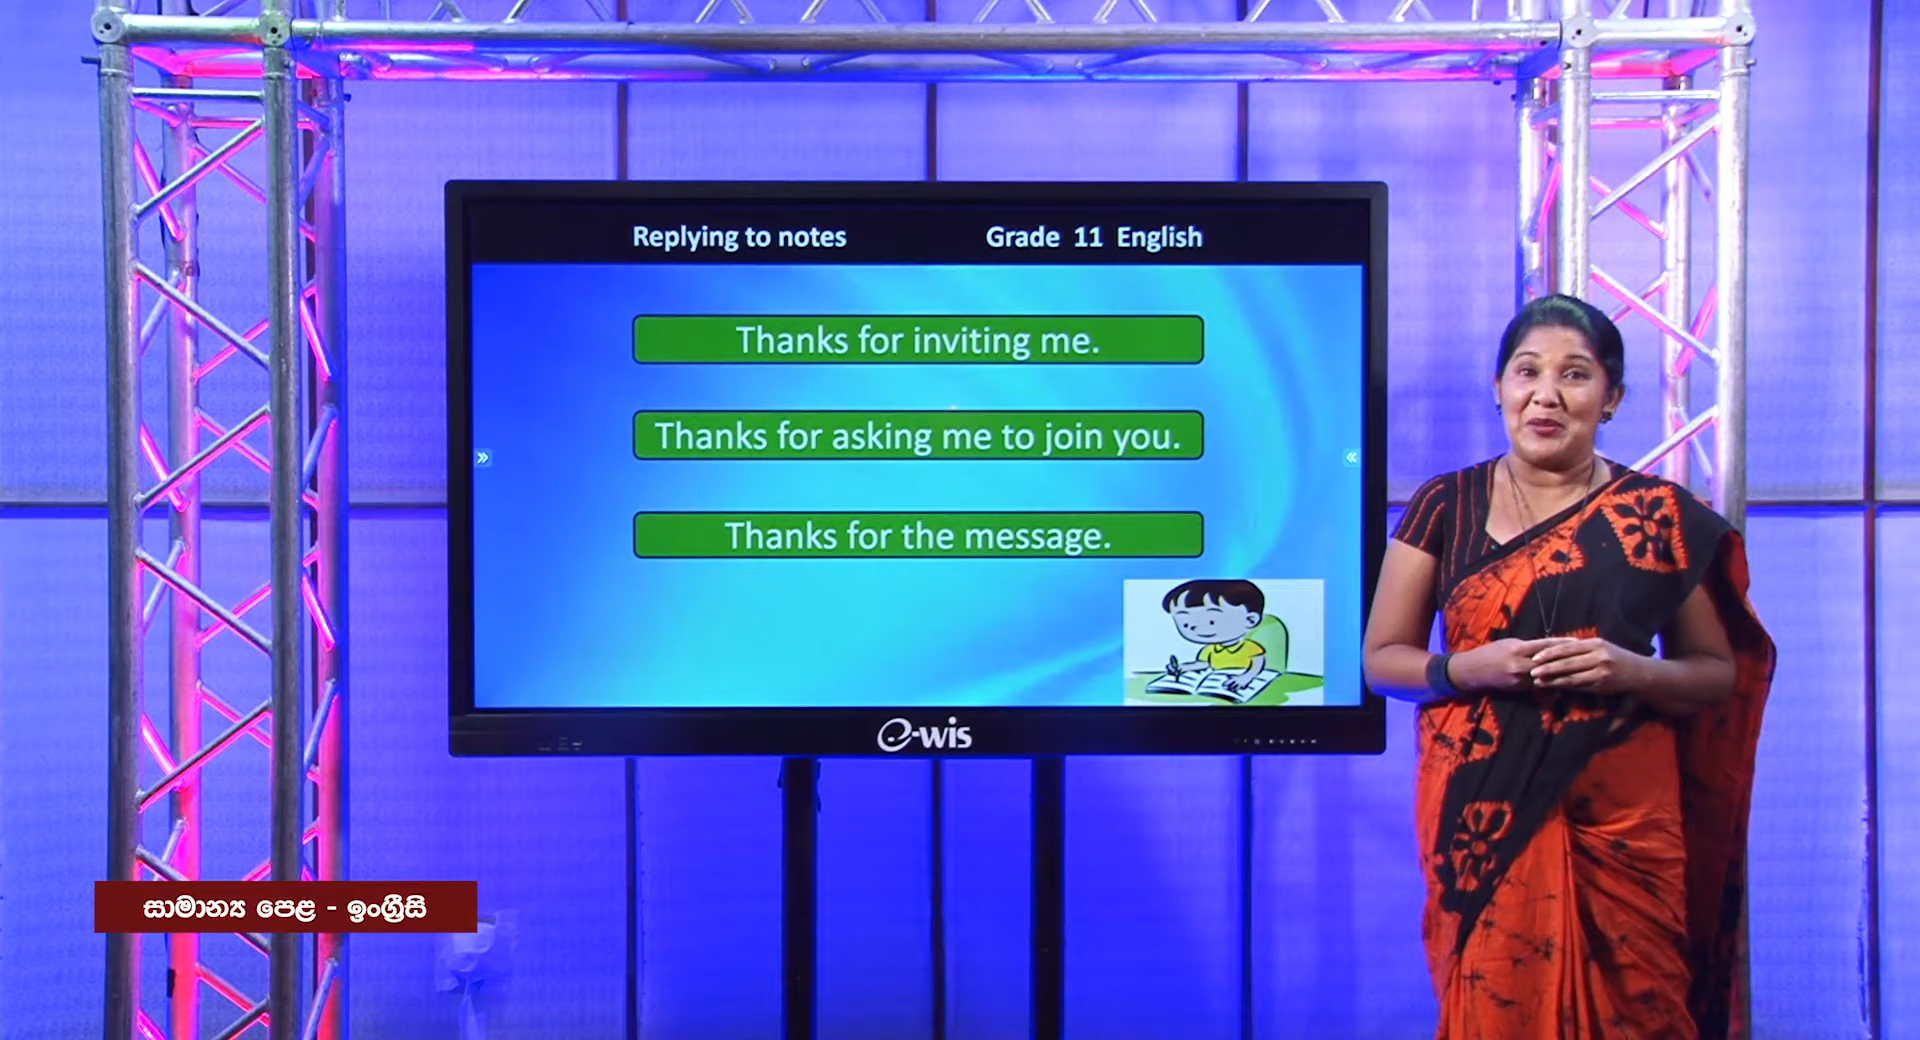 Replying to notes
Grade 11 English
Thanks for inviting me.
Thanks for asking me to join you.
Thanks for the message.
e-wis
සාමාන්‍ය පෙළ - ඉංග්‍රීසි